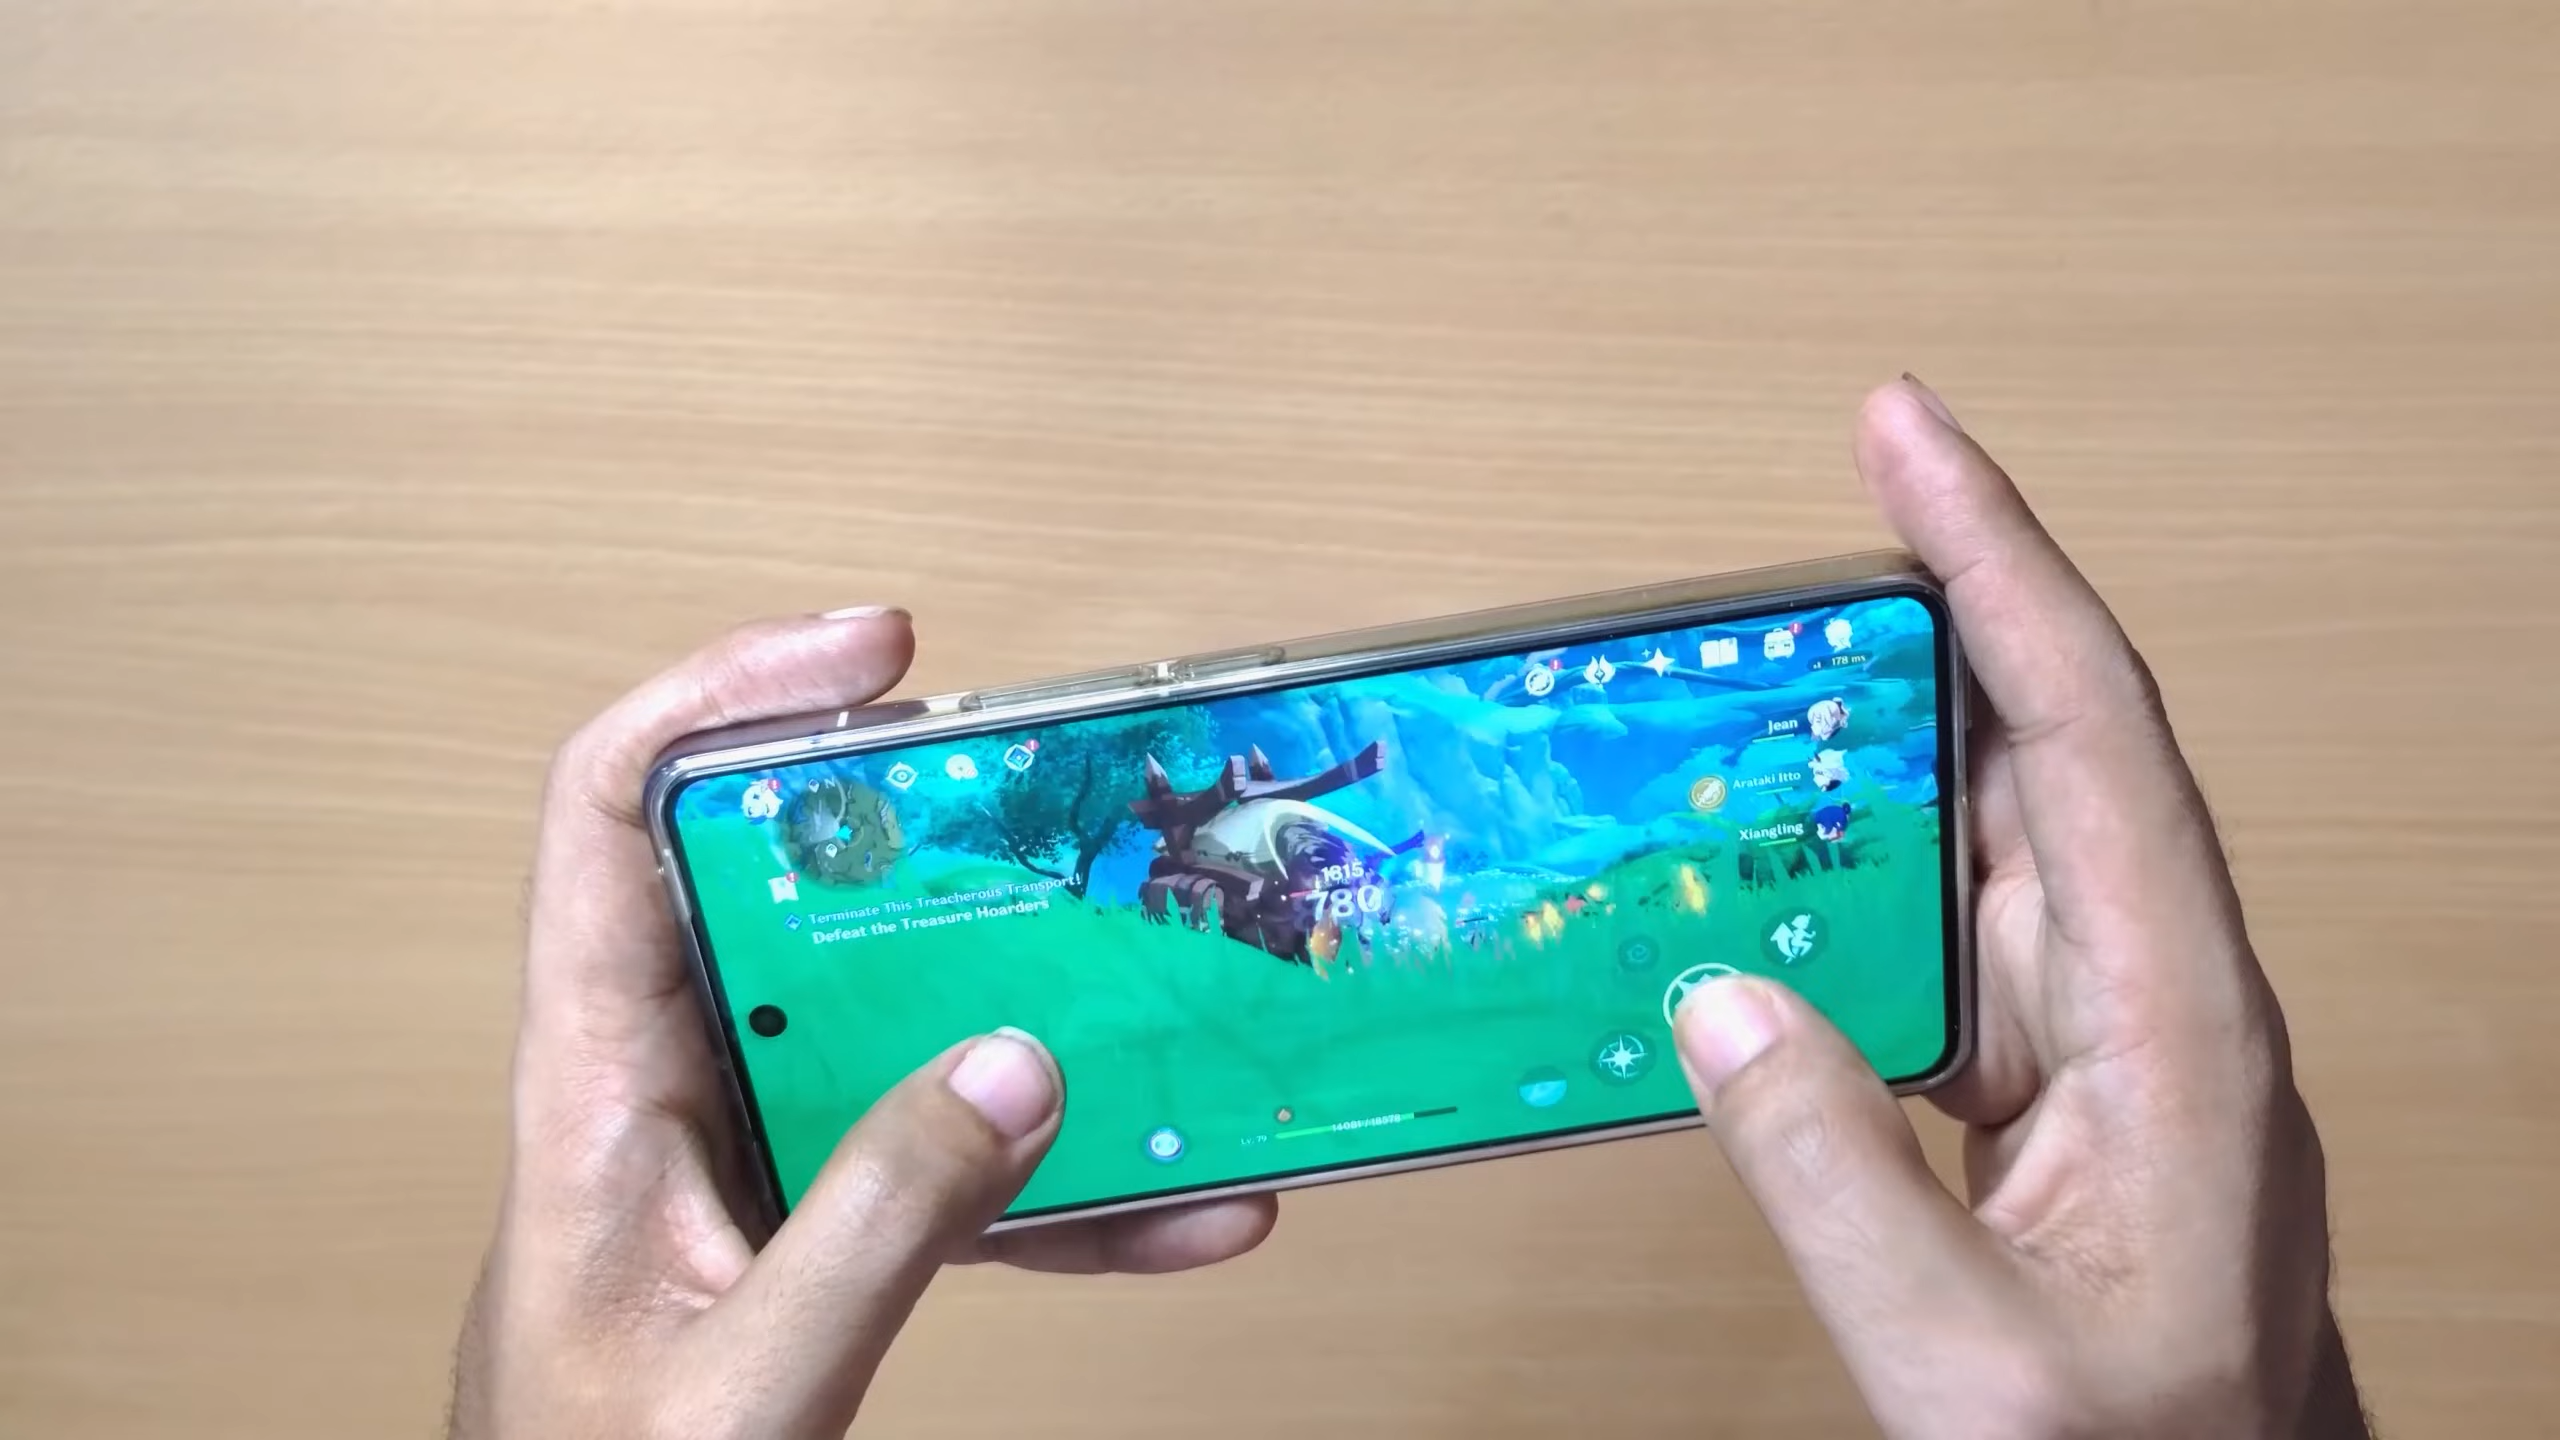 178 ms
Jean
Arataki Itto
Xiangling
N
Terminate This Treacherous Transport!
Defeat the Treasure Hoarders
1815
780
Lv. 79
14081/18578